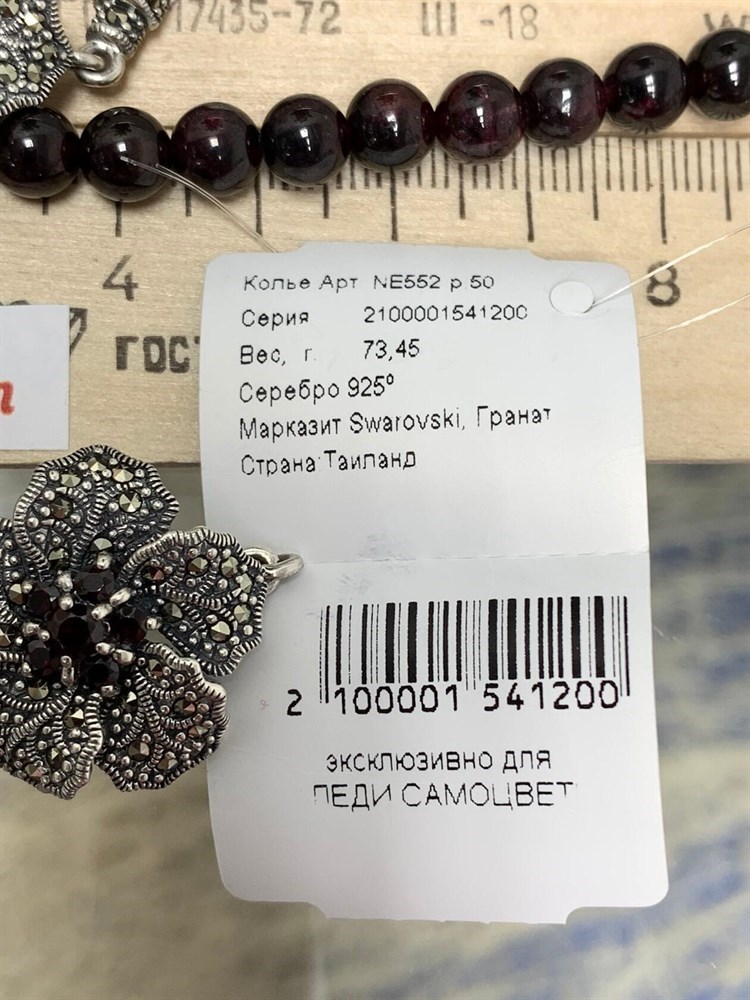 17435-72 Ш -18
4
8
ГОСТ
Колье Арт NE552 р 50
Серия 2100001541200
Вес, г. 73,45
Серебро 925°
Марказит Swarovski, Гранат
Страна Таиланд
2 100001 541200
ЭКСКЛЮЗИВНО ДЛЯ
ЛЕДИ САМОЦВЕТ